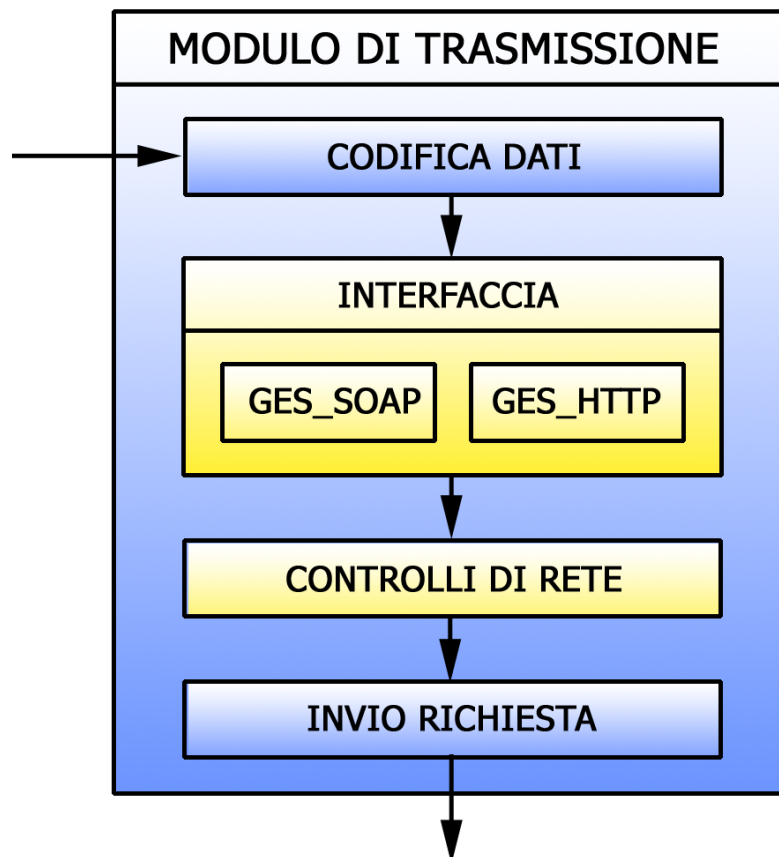 MODULO DI TRASMISSIONE
CODIFICA DATI
INTERFACCIA
GES_SOAP GES_HTTP
CONTROLLI DI RETE
INVIO RICHIESTA